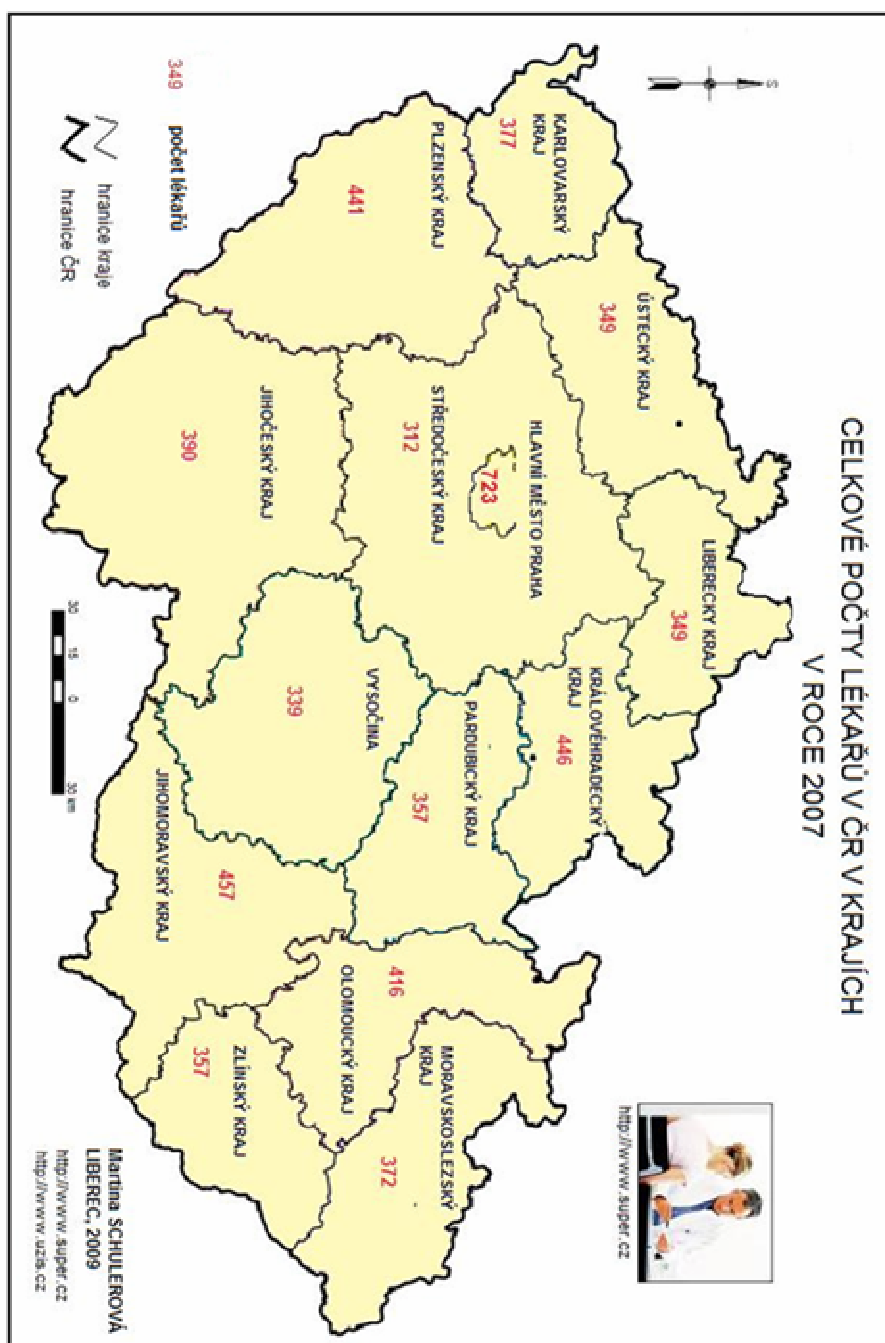 CELKOVÉ POČTY LÉKAŘŮ V ČR V KRAJÍCH
V ROCE 2007
S
http://www.super.cz
KARLOVARSKÝ
KRAJ
377
ÚSTECKÝ KRAJ
349
LIBERECKÝ KRAJ
349
KRÁLOVÉHRADECKÝ
KRAJ
446
HLAVNÍ MĚSTO PRAHA
723
STŘEDOČESKÝ KRAJ
312
PLZENSKÝ KRAJ
441
PARDUBICKÝ KRAJ
357
VYSOČINA
339
JIHOČESKÝ KRAJ
390
MORAVSKOSLEZSKÝ
KRAJ
372
416
OLOMOUCKÝ KRAJ
457
JIHOMORAVSKÝ KRAJ
ZLÍNSKÝ KRAJ
357
349 počet lékařů
hranice kraje
hranice ČR
30 15 0 30 km
Martina SCHULEROVÁ
LIBEREC, 2009
http://www.super.cz
http://www.uzis.cz